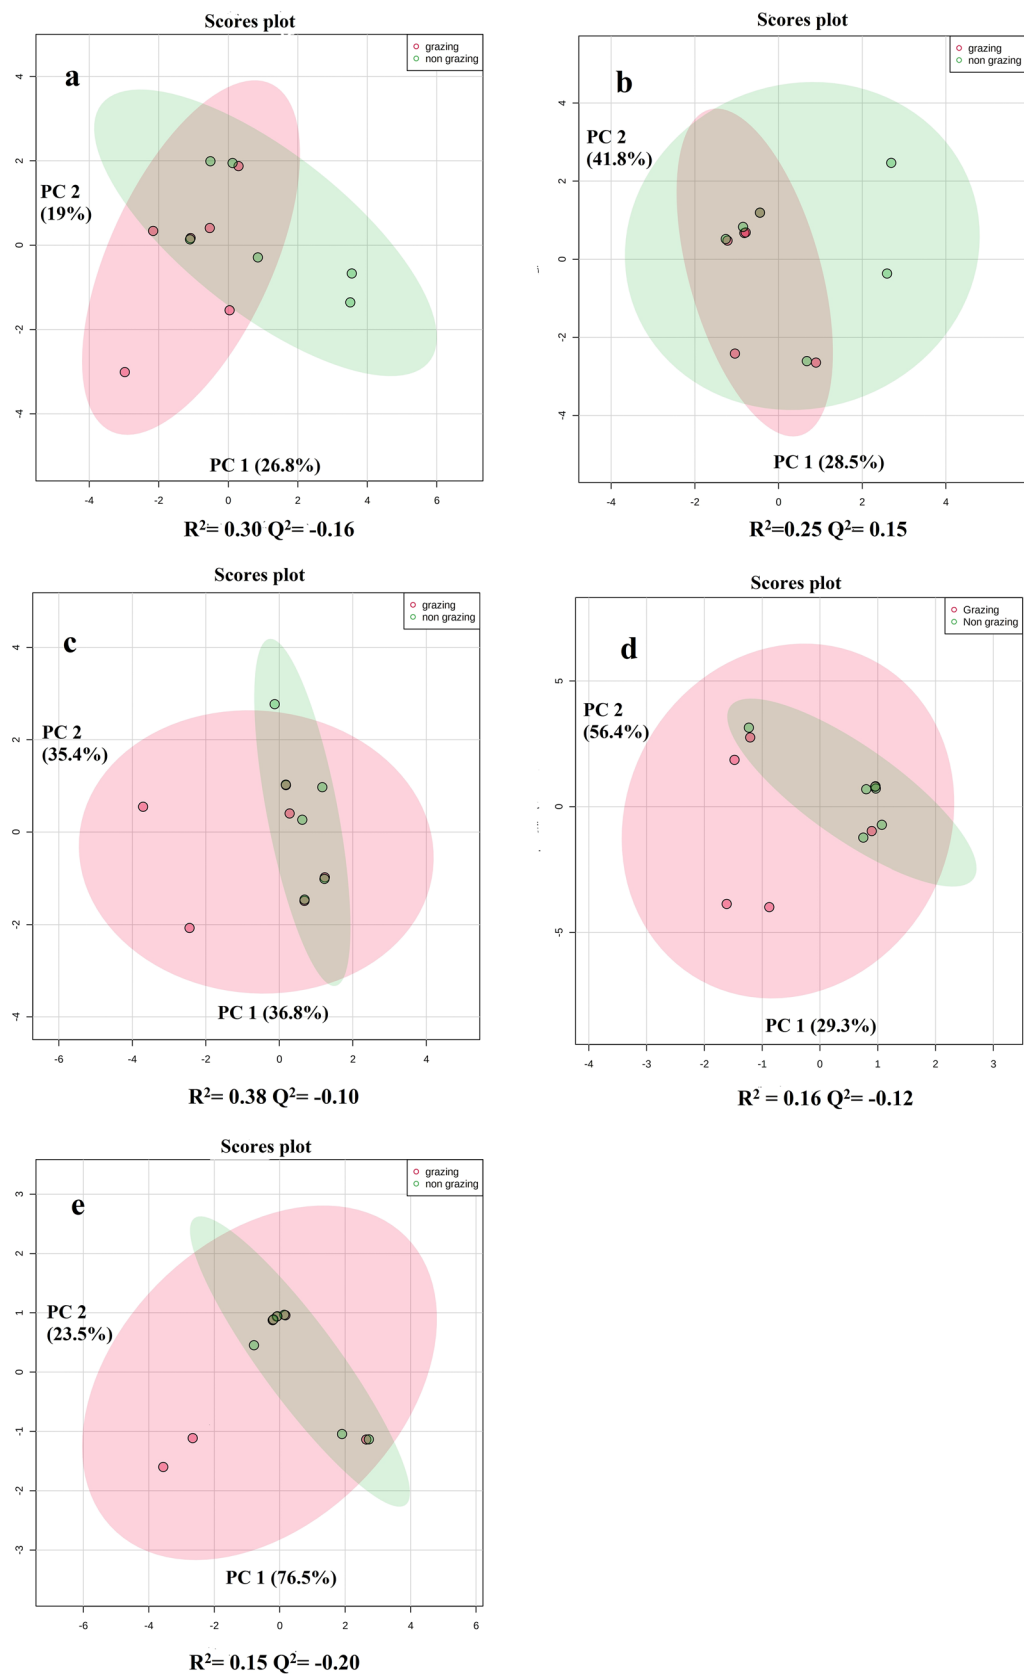 Scores plot
grazing
non grazing
a
4
2
0
-2
-4
PC 2
(19%)
PC 1 (26.8%)
-4
-2
0
2
4
6
R²= 0.30 Q²= -0.16
Scores plot
grazing
non grazing
b
4
2
0
-2
-4
PC 2
(41.8%)
PC 1 (28.5%)
-4
-2
0
2
4
R²=0.25 Q²= 0.15
Scores plot
grazing
non grazing
c
4
2
0
-2
-4
PC 2
(35.4%)
PC 1 (36.8%)
-6
-4
-2
0
2
4
R²= 0.38 Q²= -0.10
Scores plot
Grazing
Non grazing
d
5
0
-5
PC 2
(56.4%)
PC 1 (29.3%)
-4
-3
-2
-1
0
1
2
3
R² = 0.16 Q²= -0.12
Scores plot
grazing
non grazing
e
3
2
1
0
-1
-2
-3
PC 2
(23.5%)
PC 1 (76.5%)
-6
-4
-2
0
2
4
6
R²= 0.15 Q²= -0.20